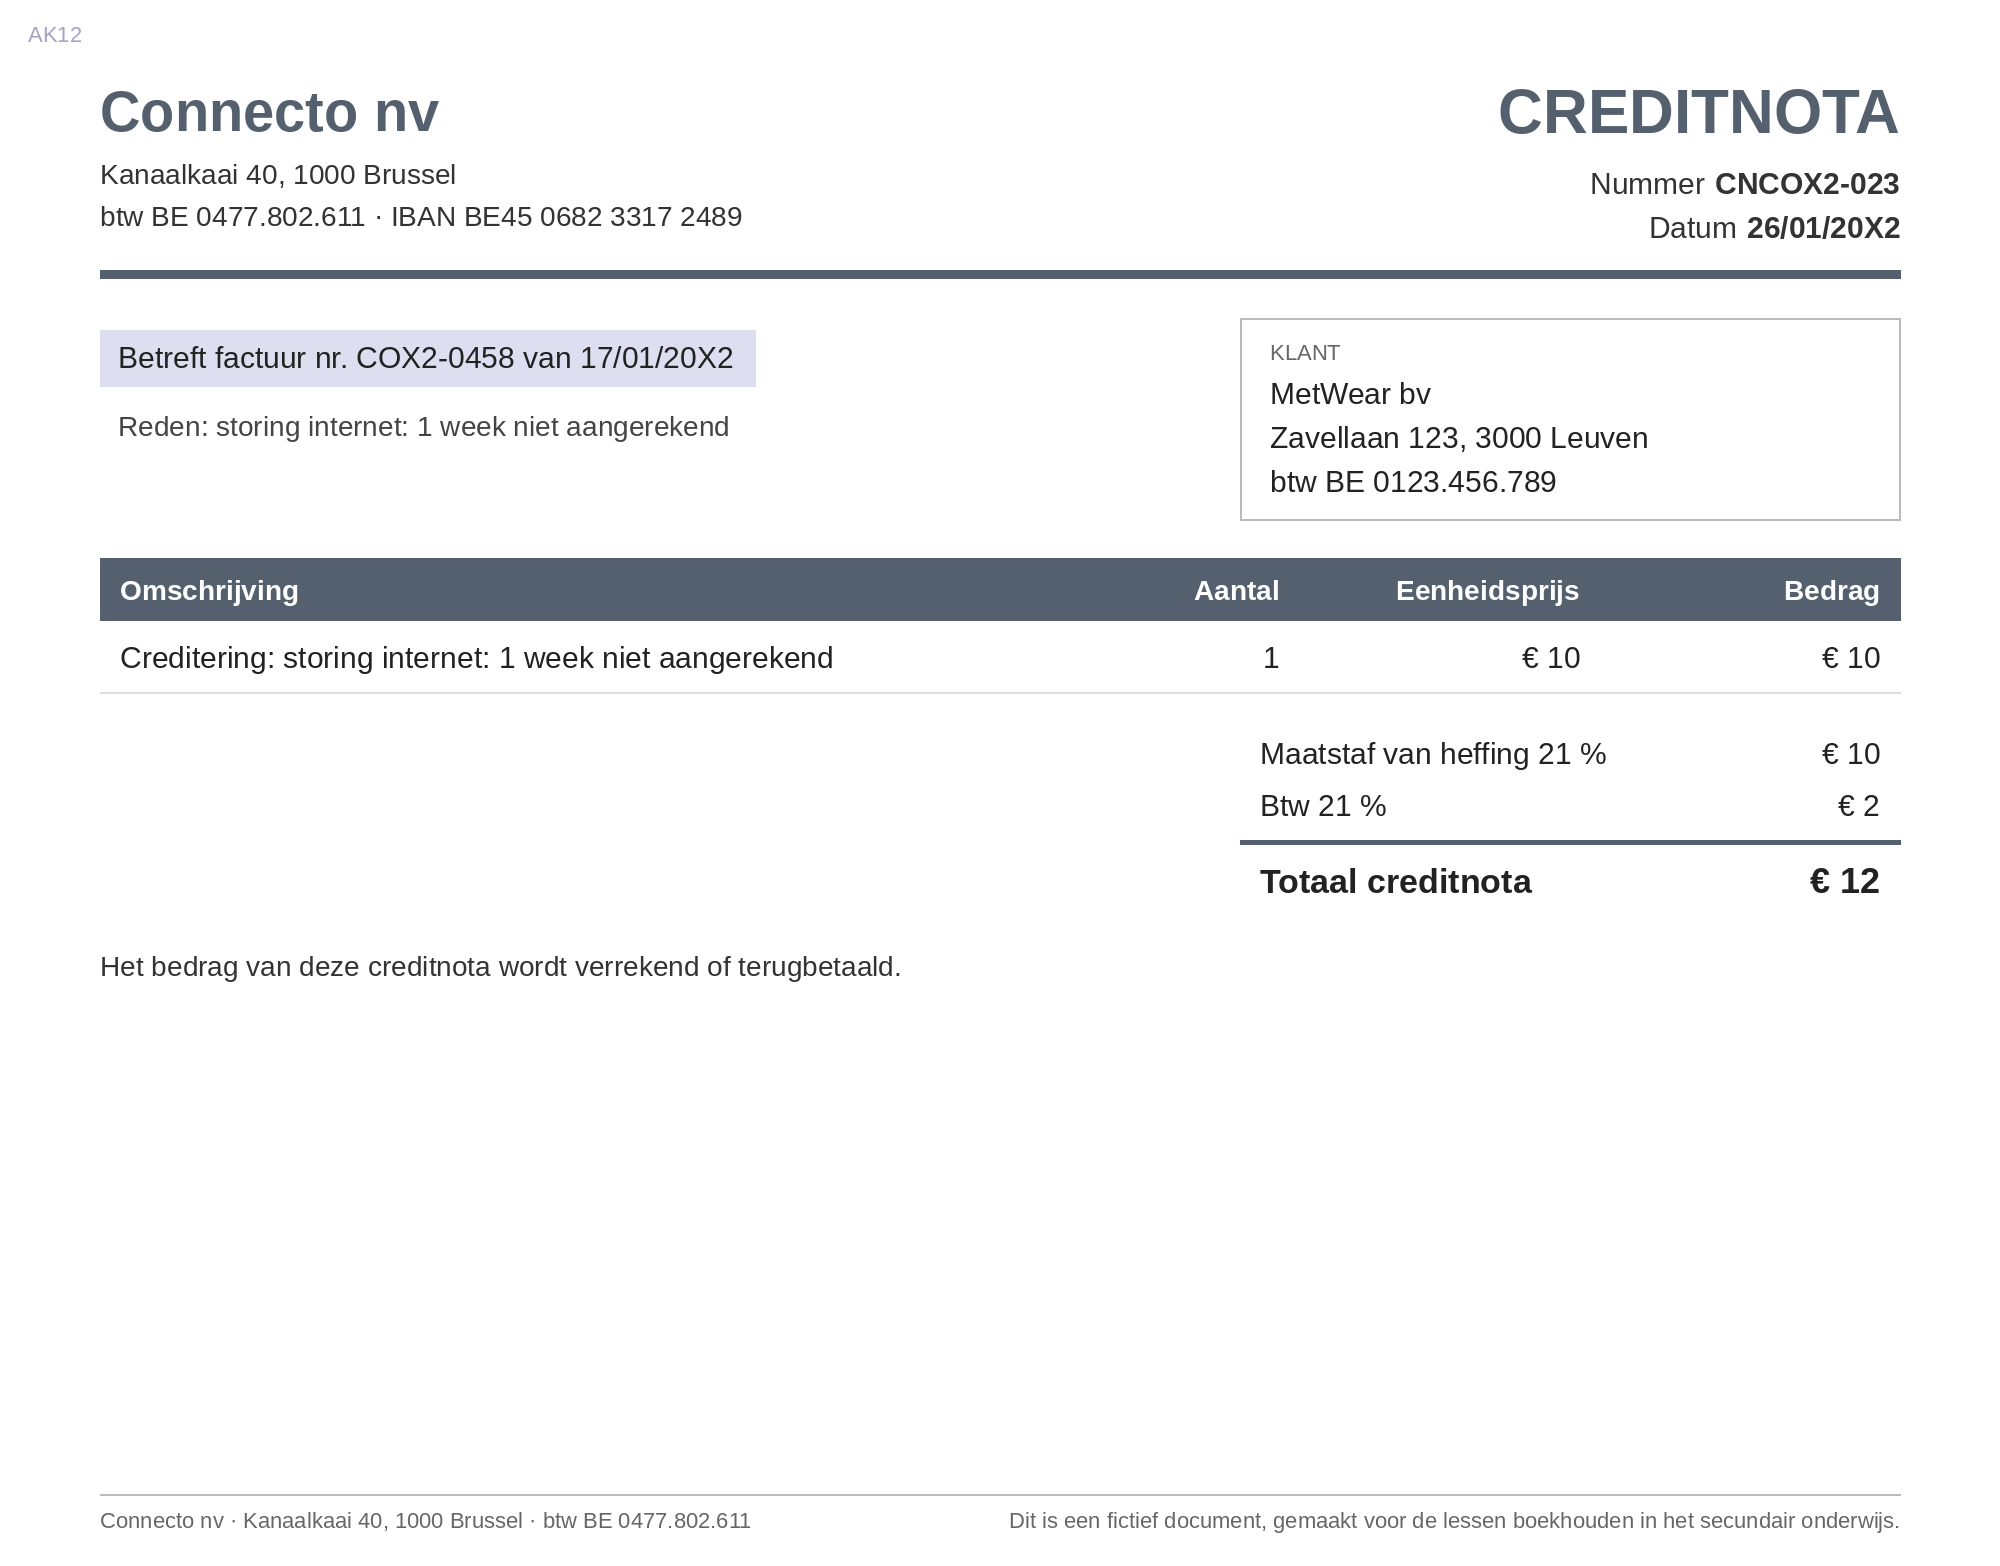 AK12
Connecto nv
CREDITNOTA
Kanaalkaai 40, 1000 Brussel
btw BE 0477.802.611 · IBAN BE45 0682 3317 2489
Nummer CNCOX2-023
Datum 26/01/20X2
Betreft factuur nr. COX2-0458 van 17/01/20X2
Reden: storing internet: 1 week niet aangerekend
KLANT
MetWear bv
Zavellaan 123, 3000 Leuven
btw BE 0123.456.789
Omschrijving Aantal Eenheidsprijs Bedrag
Creditering: storing internet: 1 week niet aangerekend 1 € 10 € 10
Maatstaf van heffing 21 % € 10
Btw 21 % € 2
Totaal creditnota € 12
Het bedrag van deze creditnota wordt verrekend of terugbetaald.
Connecto nv · Kanaalkaai 40, 1000 Brussel · btw BE 0477.802.611
Dit is een fictief document, gemaakt voor de lessen boekhouden in het secundair onderwijs.